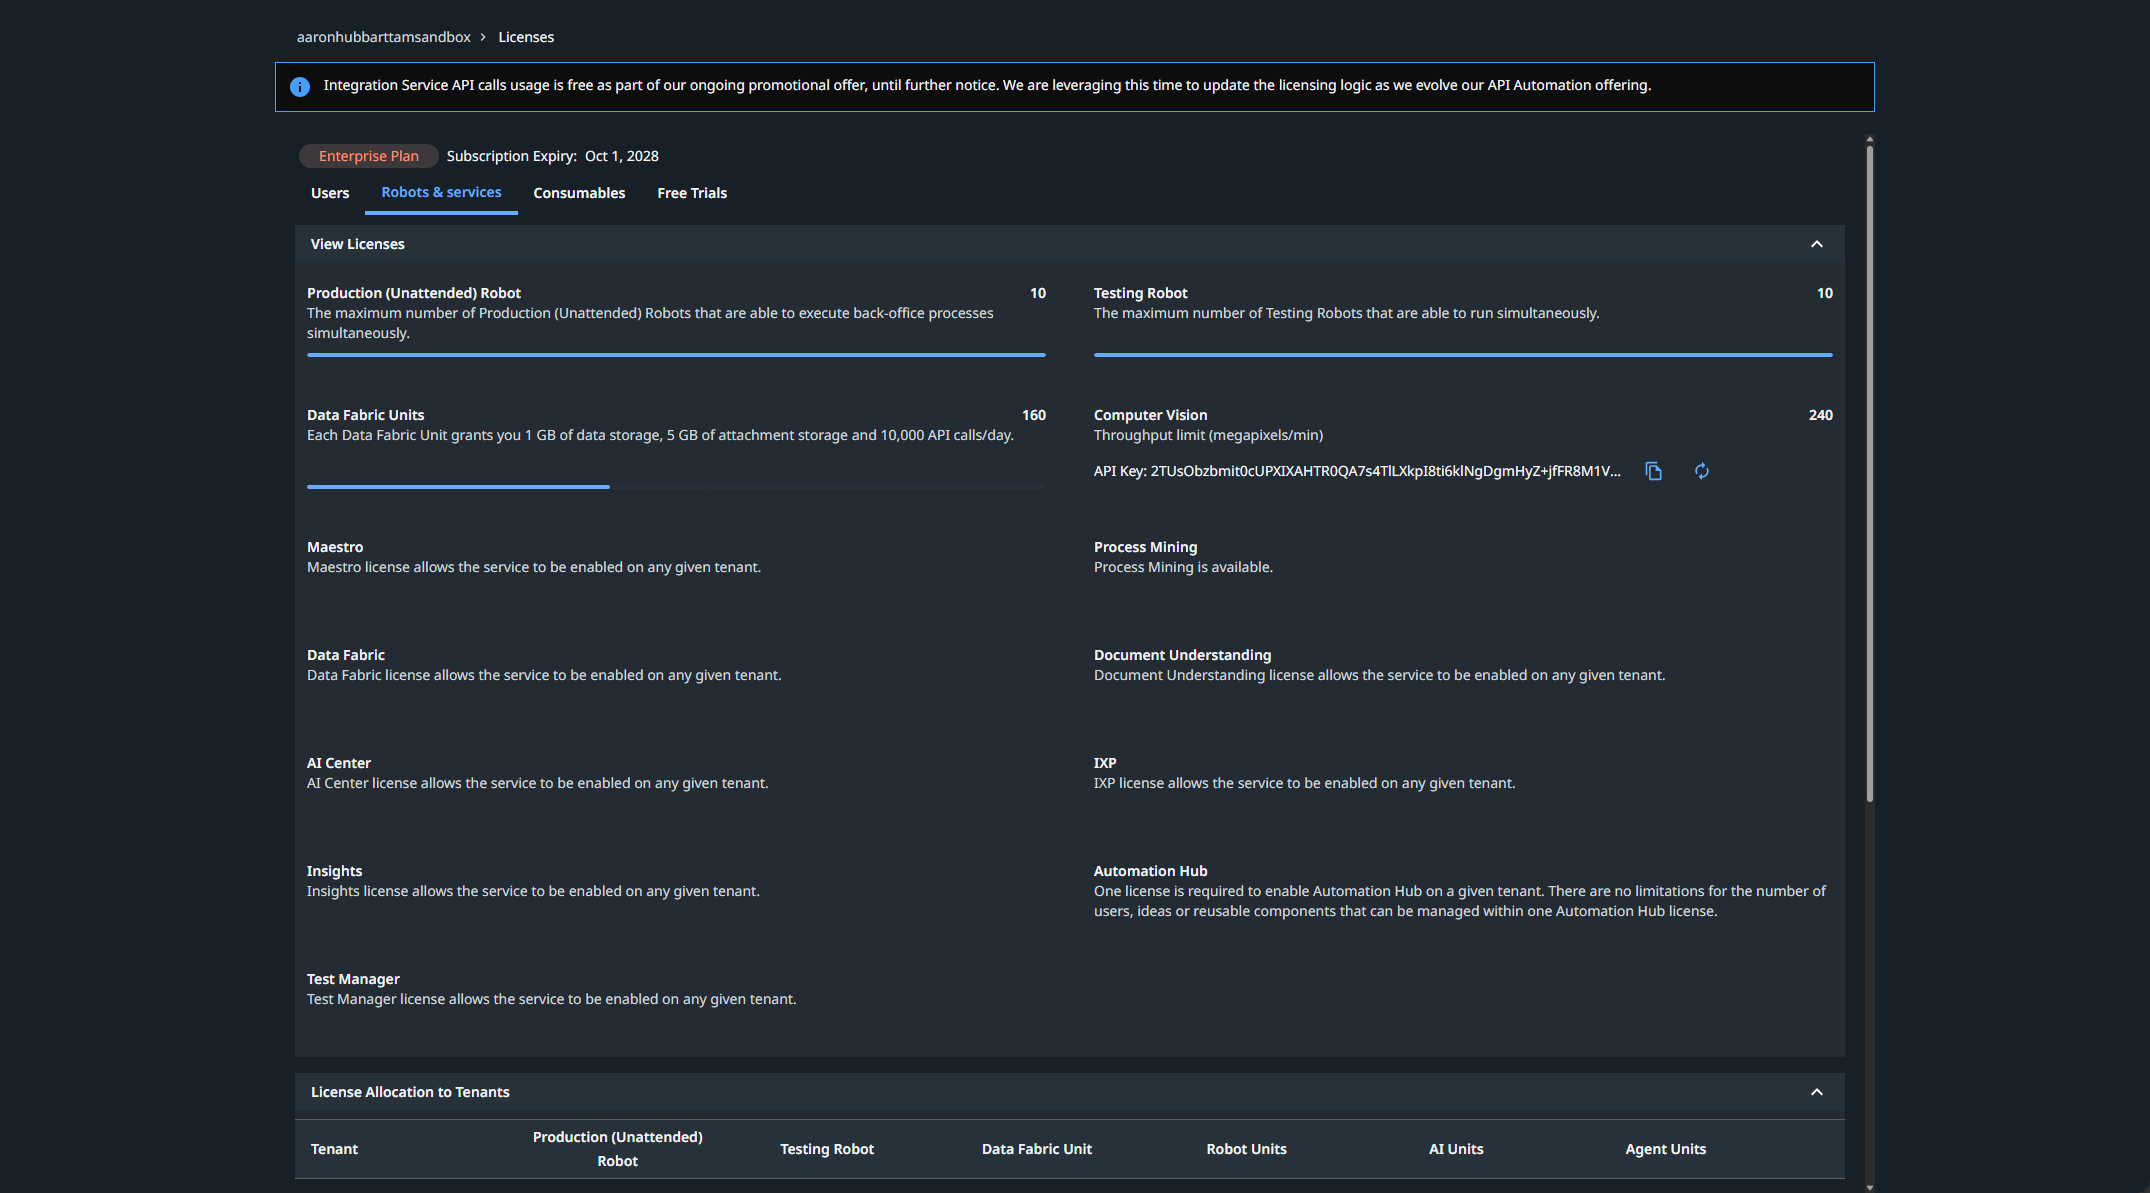 aaronhubbarttamsandbox > Licenses
Integration Service API calls usage is free as part of our ongoing promotional offer, until further notice. We are leveraging this time to update the licensing logic as we evolve our API Automation offering.
Enterprise Plan Subscription Expiry: Oct 1, 2028
Users Robots & services Consumables Free Trials
View Licenses
Production (Unattended) Robot 10
The maximum number of Production (Unattended) Robots that are able to execute back-office processes
simultaneously.
Testing Robot 10
The maximum number of Testing Robots that are able to run simultaneously.
Data Fabric Units 160
Each Data Fabric Unit grants you 1 GB of data storage, 5 GB of attachment storage and 10,000 API calls/day.
Computer Vision 240
Throughput limit (megapixels/min)
API Key: 2TUsObzbmit0cUPXIXAHTR0QA7s4TlLXkpI8ti6klNgDgmHyZ+jfFR8M1V...
Maestro
Maestro license allows the service to be enabled on any given tenant.
Process Mining
Process Mining is available.
Data Fabric
Data Fabric license allows the service to be enabled on any given tenant.
Document Understanding
Document Understanding license allows the service to be enabled on any given tenant.
AI Center
AI Center license allows the service to be enabled on any given tenant.
IXP
IXP license allows the service to be enabled on any given tenant.
Insights
Insights license allows the service to be enabled on any given tenant.
Automation Hub
One license is required to enable Automation Hub on a given tenant. There are no limitations for the number of
users, ideas or reusable components that can be managed within one Automation Hub license.
Test Manager
Test Manager license allows the service to be enabled on any given tenant.
License Allocation to Tenants
Tenant Production (Unattended) Robot Testing Robot Data Fabric Unit Robot Units AI Units Agent Units